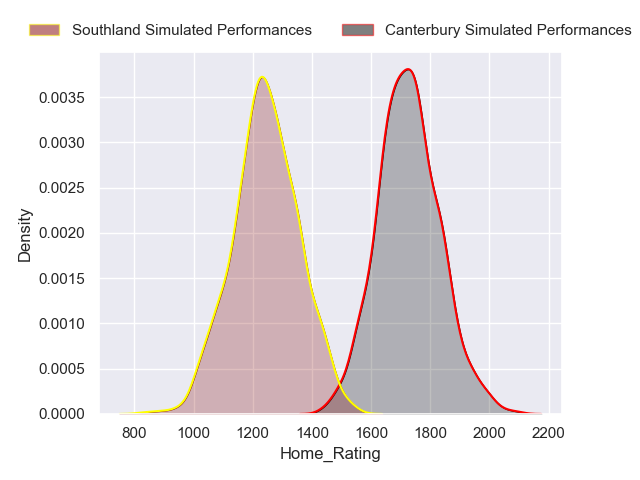 Southland Simulated Performances
Canterbury Simulated Performances
0.0035
0.0030
0.0025
0.0020
0.0015
0.0010
0.0005
0.0000
Density
800 1000 1200 1400 1600 1800 2000 2200
Home_Rating